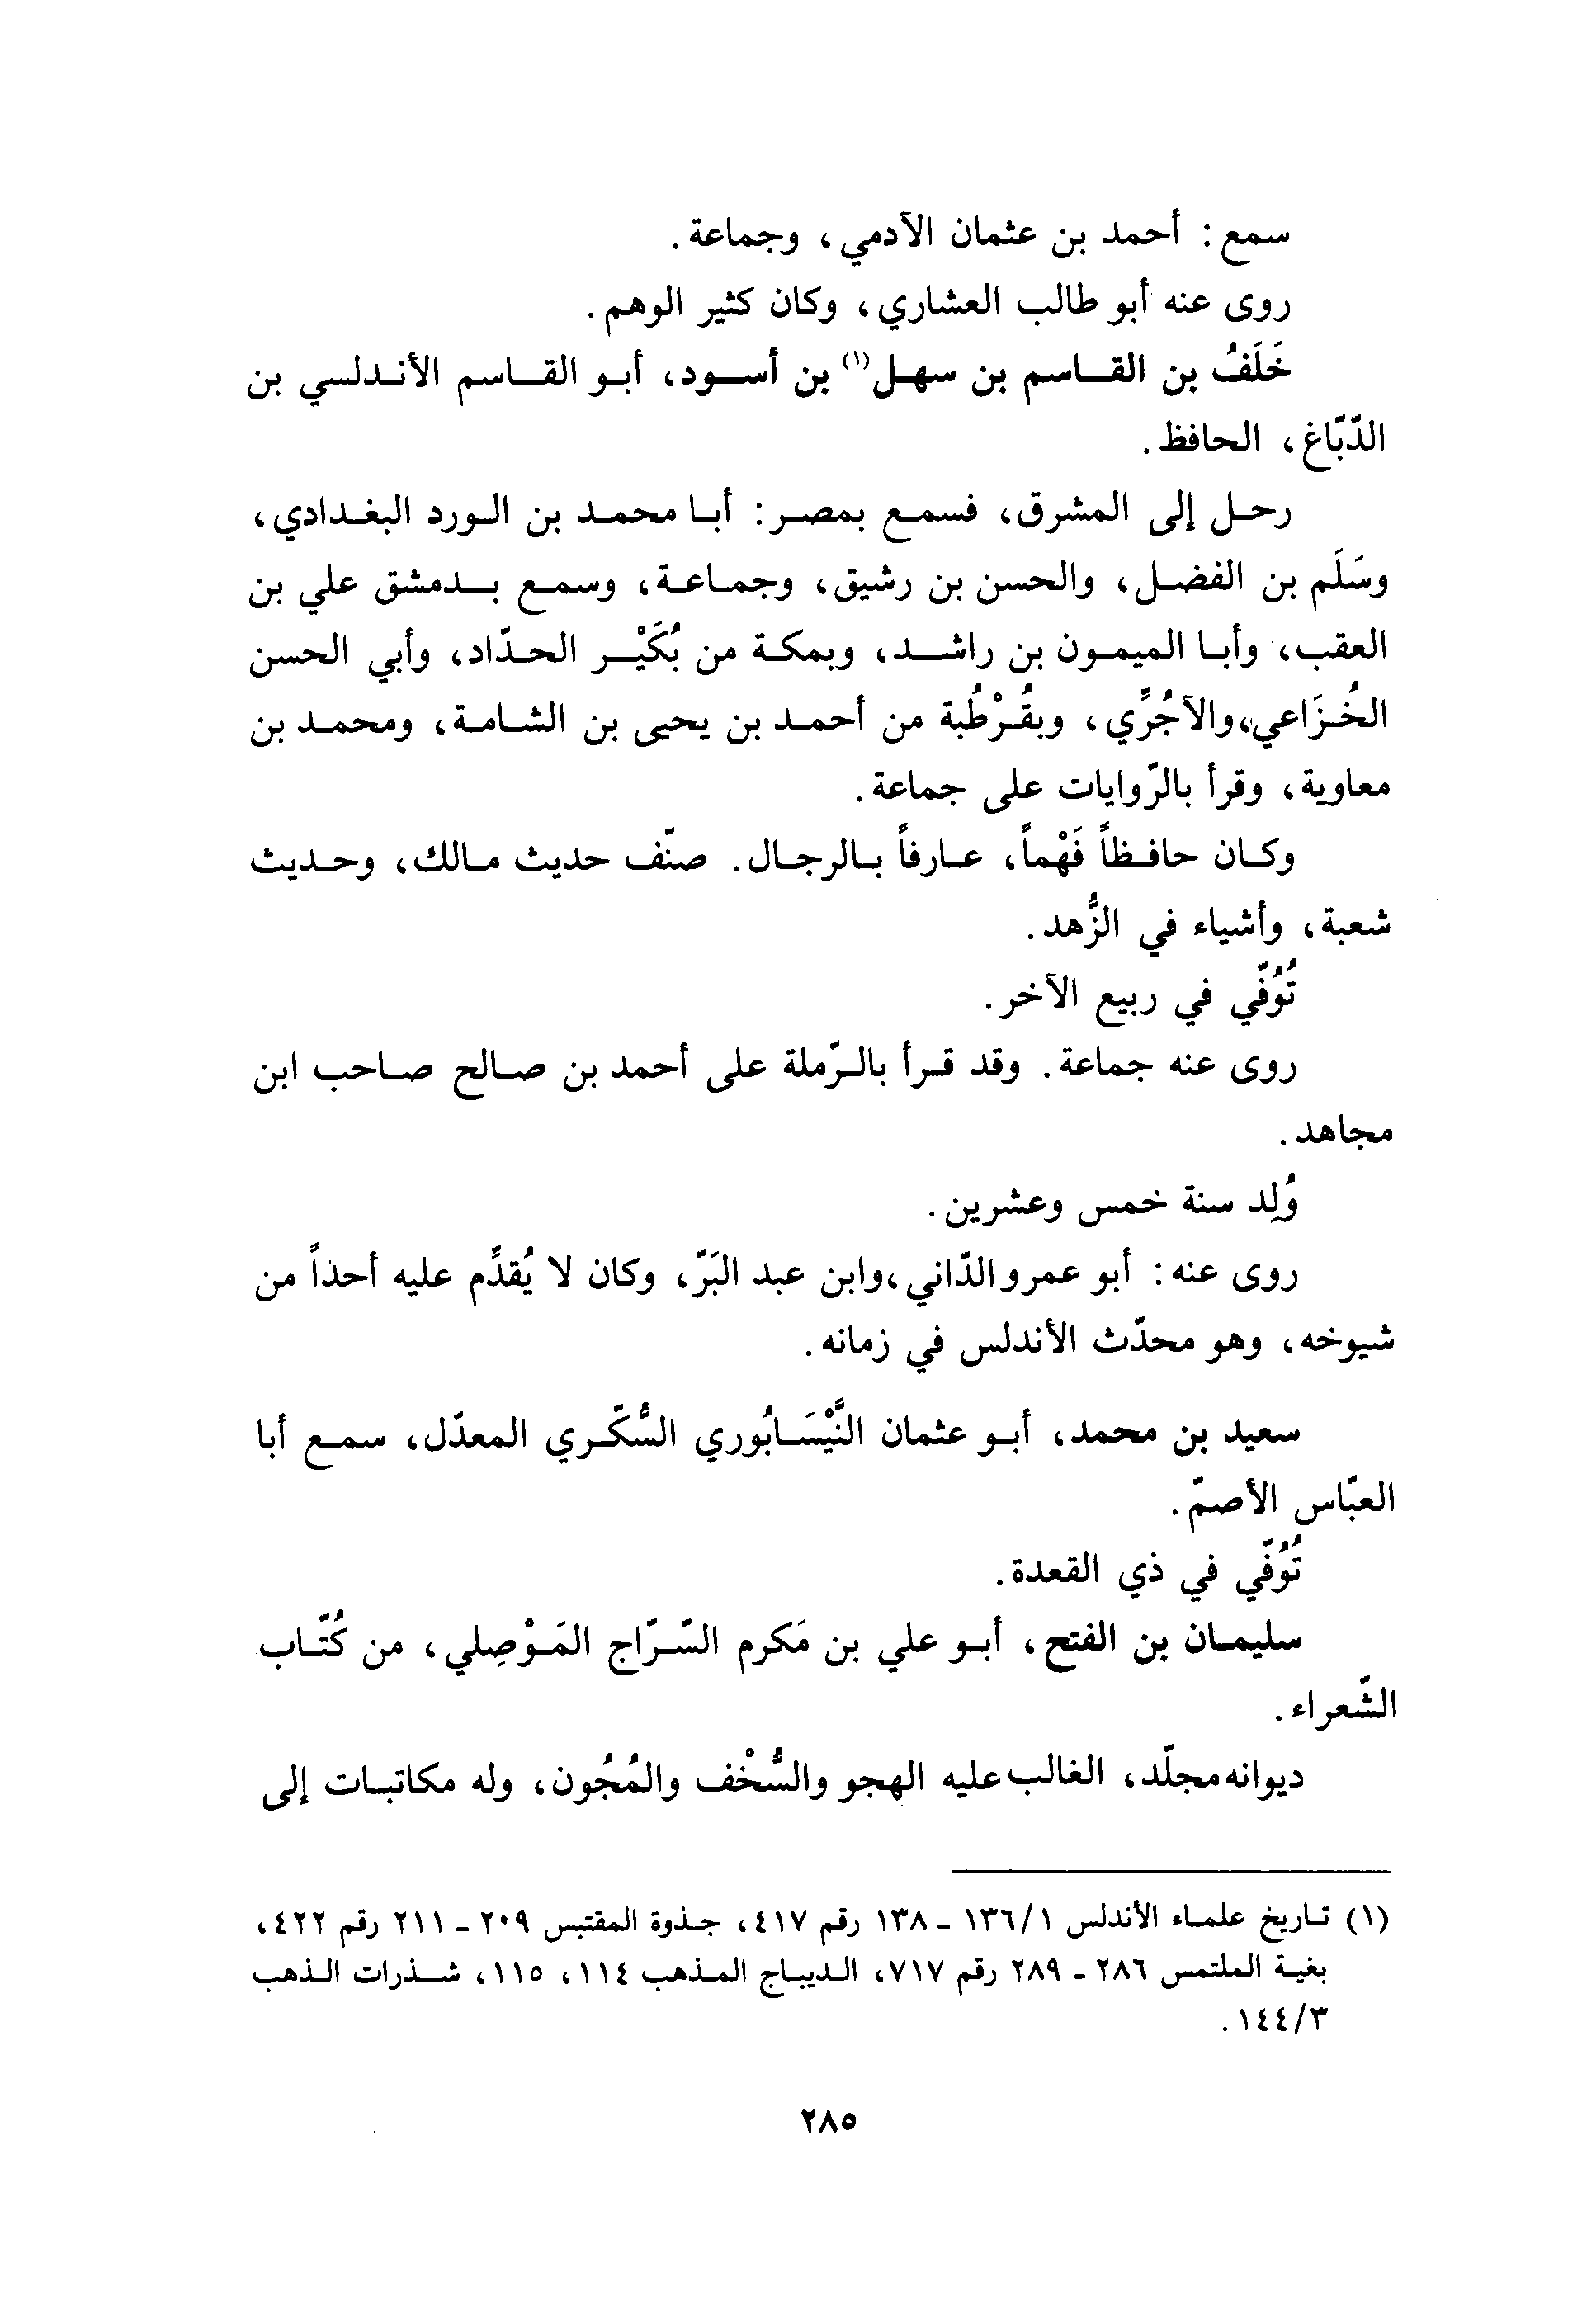 سمع : أحمد بن عثمان الآدمي ، وجماعة .
روى عنه أبو طالب العشاري ، وكان كثير الوهم .
خَلَفُ بن القاسم بن سهل(١) بن أسود، أبو القاسم الأندلسي بن
الدّبّاغ ، الحافظ .
رحل إلى المشرق، فسمع بمصر : أبا محمد بن الورد البغدادي،
وسَلَم بن الفضل، والحسن بن رشيق، وجماعة، وسمع بدمشق علي بن
العقب، وأبا الميمون بن راشد، وبمكة من بُكَيْر الحدّاد، وأبي الحسن
الخُزَاعي، والآجُرِّي ، وبقُرْطُبة من أحمد بن يحيى بن الشامة، ومحمد بن
معاوية ، وقرأ بالرّوايات على جماعة .
وكان حافظاً فَهْماً، عارفاً بالرجال. صنّف حديث مالك، وحديث
شعبة ، وأشياء في الزُّهد .
تُوُفّي في ربيع الآخر .
روى عنه جماعة . وقد قرأ بالرّملة على أحمد بن صالح صاحب ابن
مجاهد .
وُلِد سنة خمس وعشرين .
روى عنه : أبو عمرو الدّاني ، وابن عبد البَرّ، وكان لا يُقدِّم عليه أحداً من
شيوخه ، وهو محدّث الأندلس في زمانه .
سعيد بن محمد، أبو عثمان النَّيْسَابُوري السُّكّري المعدّل، سمع أبا
العبّاس الأصمّ .
تُوُفّي في ذي القعدة .
سليمان بن الفتح ، أبو علي بن مَكرم السّرّاج المَوْصِلي ، من كُتّاب
الشّعراء .
ديوانه مجلّد، الغالب عليه الهجو والسُّخْف والمُجُون، وله مكاتبات إلى
(١) تاريخ علماء الأندلس ١/١٣٦ - ١٣٨ رقم ٤١٧، جذوة المقتبس ٢٠٩ - ٢١١ رقم ٤٢٢،
بغية الملتمس ٢٨٦ - ٢٨٩ رقم ٧١٧، الديباج المذهب ١١٤، ١١٥، شذرات الذهب
٣/١٤٤ .
٢٨٥